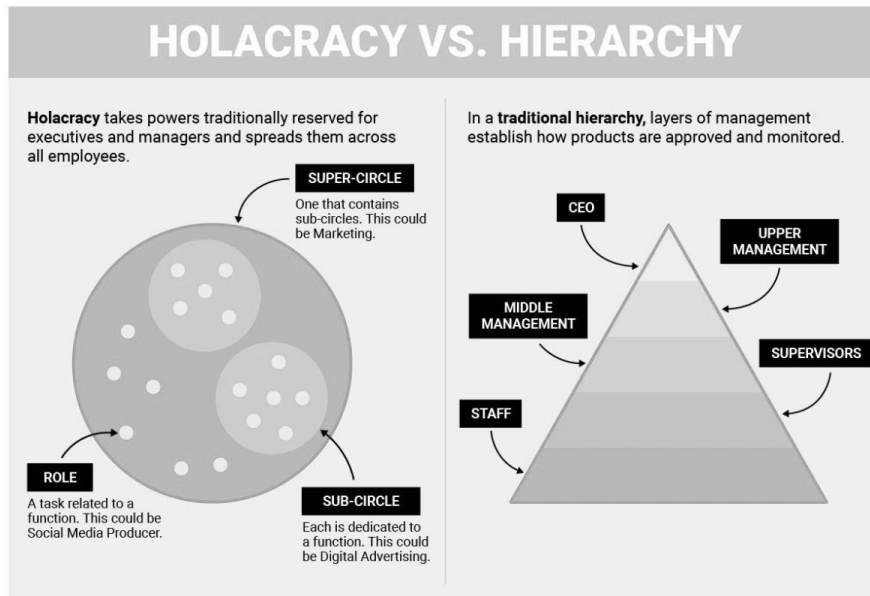 HOLACRACY VS. HIERARCHY
Holacracy takes powers traditionally reserved for
executives and managers and spreads them across
all employees.
SUPER-CIRCLE
One that contains
sub-circles. This could
be Marketing.
ROLE
A task related to a
function. This could be
Social Media Producer.
SUB-CIRCLE
Each is dedicated to
a function. This could
be Digital Advertising.
In a traditional hierarchy, layers of management
establish how products are approved and monitored.
CEO
UPPER
MANAGEMENT
MIDDLE
MANAGEMENT
SUPERVISORS
STAFF